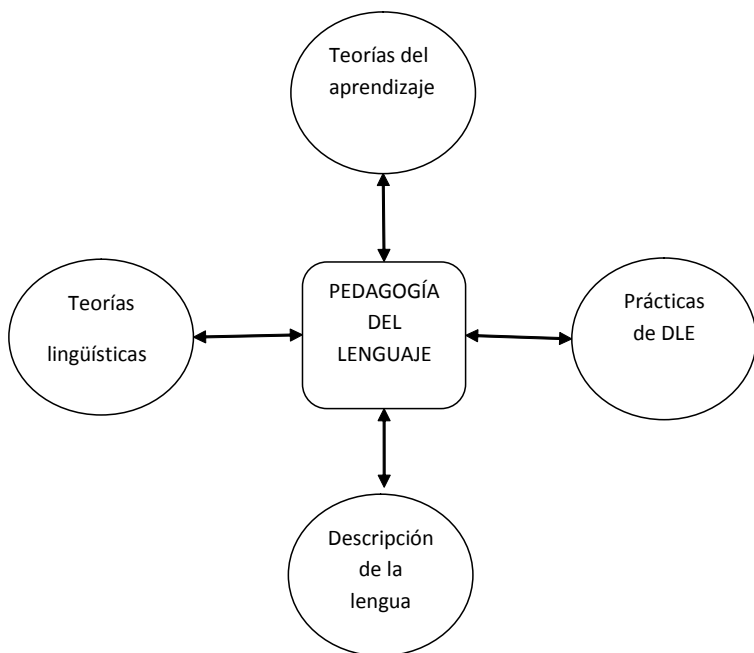 Teorías del
aprendizaje
Teorías
lingüísticas
PEDAGOGÍA
DEL
LENGUAJE
Prácticas
de DLE
Descripción
de la
lengua